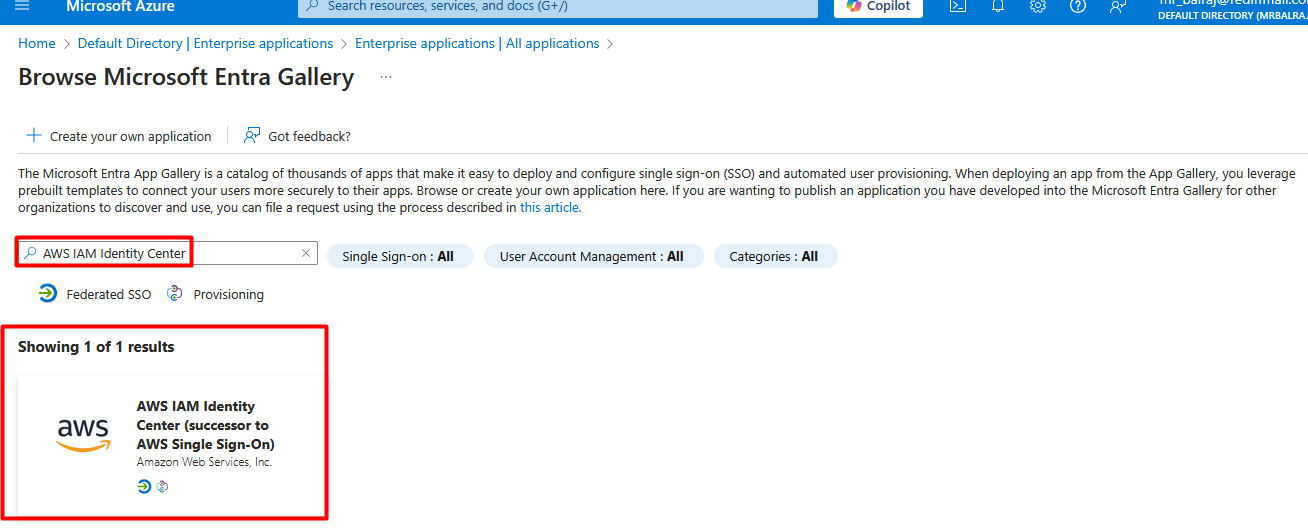 Microsoft Azure
Search resources, services, and docs (G+/)
Copilot
DEFAULT DIRECTORY (MRBALRA.
Home > Default Directory | Enterprise applications > Enterprise applications | All applications >
Browse Microsoft Entra Gallery ...
Create your own application
Got feedback?
The Microsoft Entra App Gallery is a catalog of thousands of apps that make it easy to deploy and configure single sign-on (SSO) and automated user provisioning. When deploying an app from the App Gallery, you leverage
prebuilt templates to connect your users more securely to their apps. Browse or create your own application here. If you are wanting to publish an application you have developed into the Microsoft Entra Gallery for other
organizations to discover and use, you can file a request using the process described in this article.
AWS IAM Identity Center
Single Sign-on : All
User Account Management : All
Categories : All
Federated SSO
Provisioning
Showing 1 of 1 results
aws
AWS IAM Identity
Center (successor to
AWS Single Sign-On)
Amazon Web Services, Inc.